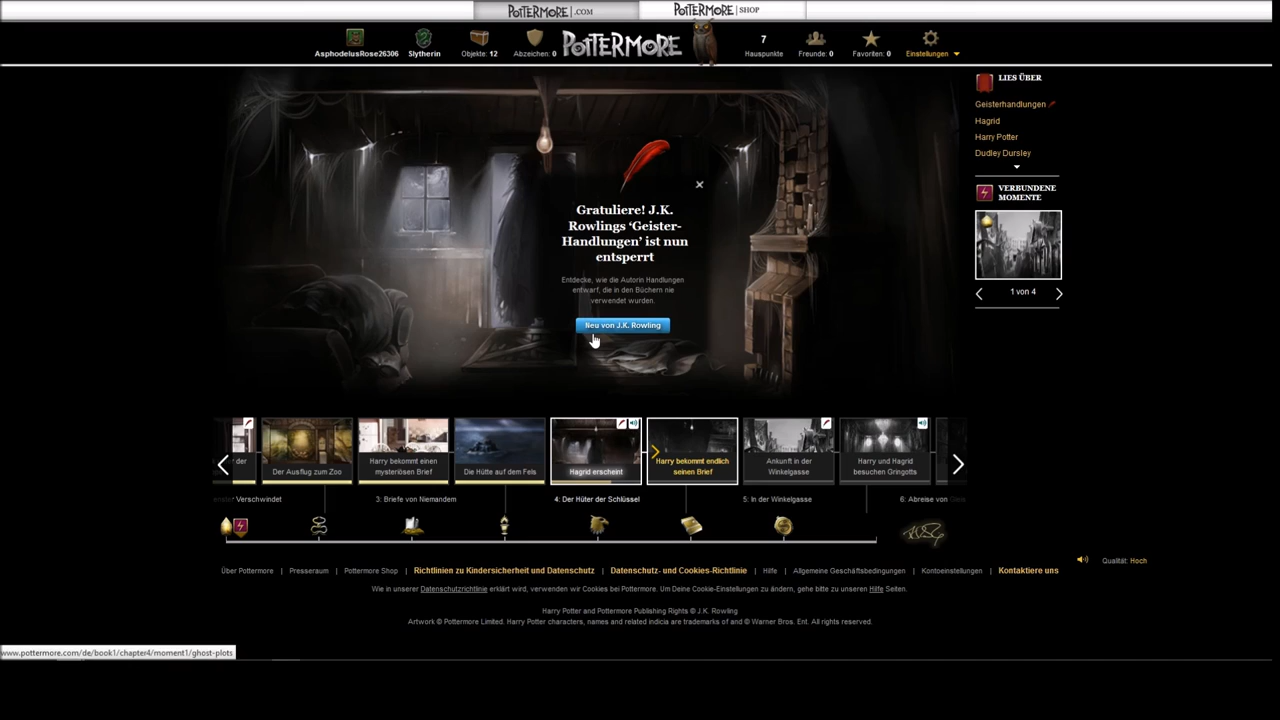 POTTERMORE .COM
POTTERMORE SHOP
AsphodelusRose26306
Slytherin
Objekte: 12
Abzeichen: 0
POTTERMORE
7
Hauspunkte
Freunde: 0
Favoriten: 0
Einstellungen
LIES ÜBER
Geisterhandlungen
Hagrid
Harry Potter
Dudley Dursley
VERBUNDENE
MOMENTE
1 von 4
Gratuliere! J.K.
Rowlings ‘Geister-
Handlungen’ ist nun
entsperrt
Entdecke, wie die Autorin Handlungen
entwarf, die in den Büchern nie
verwendet wurden.
Neu von J.K. Rowling
der
Der Ausflug zum Zoo
Harry bekommt einen
mysteriösen Brief
Die Hütte auf dem Fels
Hagrid erscheint
Harry bekommt endlich
seinen Brief
Ankunft in der
Winkelgasse
Harry und Hagrid
besuchen Gringotts
Verschwindet
3: Briefe von Niemandem
4: Der Hüter der Schlüssel
5: In der Winkelgasse
6: Abreise von
Qualität: Hoch
Über Pottermore | Presseraum | Pottermore Shop | Richtlinien zu Kindersicherheit und Datenschutz | Datenschutz- und Cookies-Richtlinie | Hilfe | Allgemeine Geschäftsbedingungen | Kontoeinstellungen | Kontaktiere uns
Wie in unserer Datenschutzrichtlinie erklärt wird, verwenden wir Cookies bei Pottermore. Um Deine Cookie-Einstellungen zu ändern, gehe bitte zu unseren Hilfe Seiten.
Harry Potter and Pottermore Publishing Rights © J.K. Rowling
Artwork © Pottermore Limited. Harry Potter characters, names and related indicia are trademarks of and © Warner Bros. Ent. All rights reserved.
www.pottermore.com/de/book1/chapter4/moment1/ghost-plots